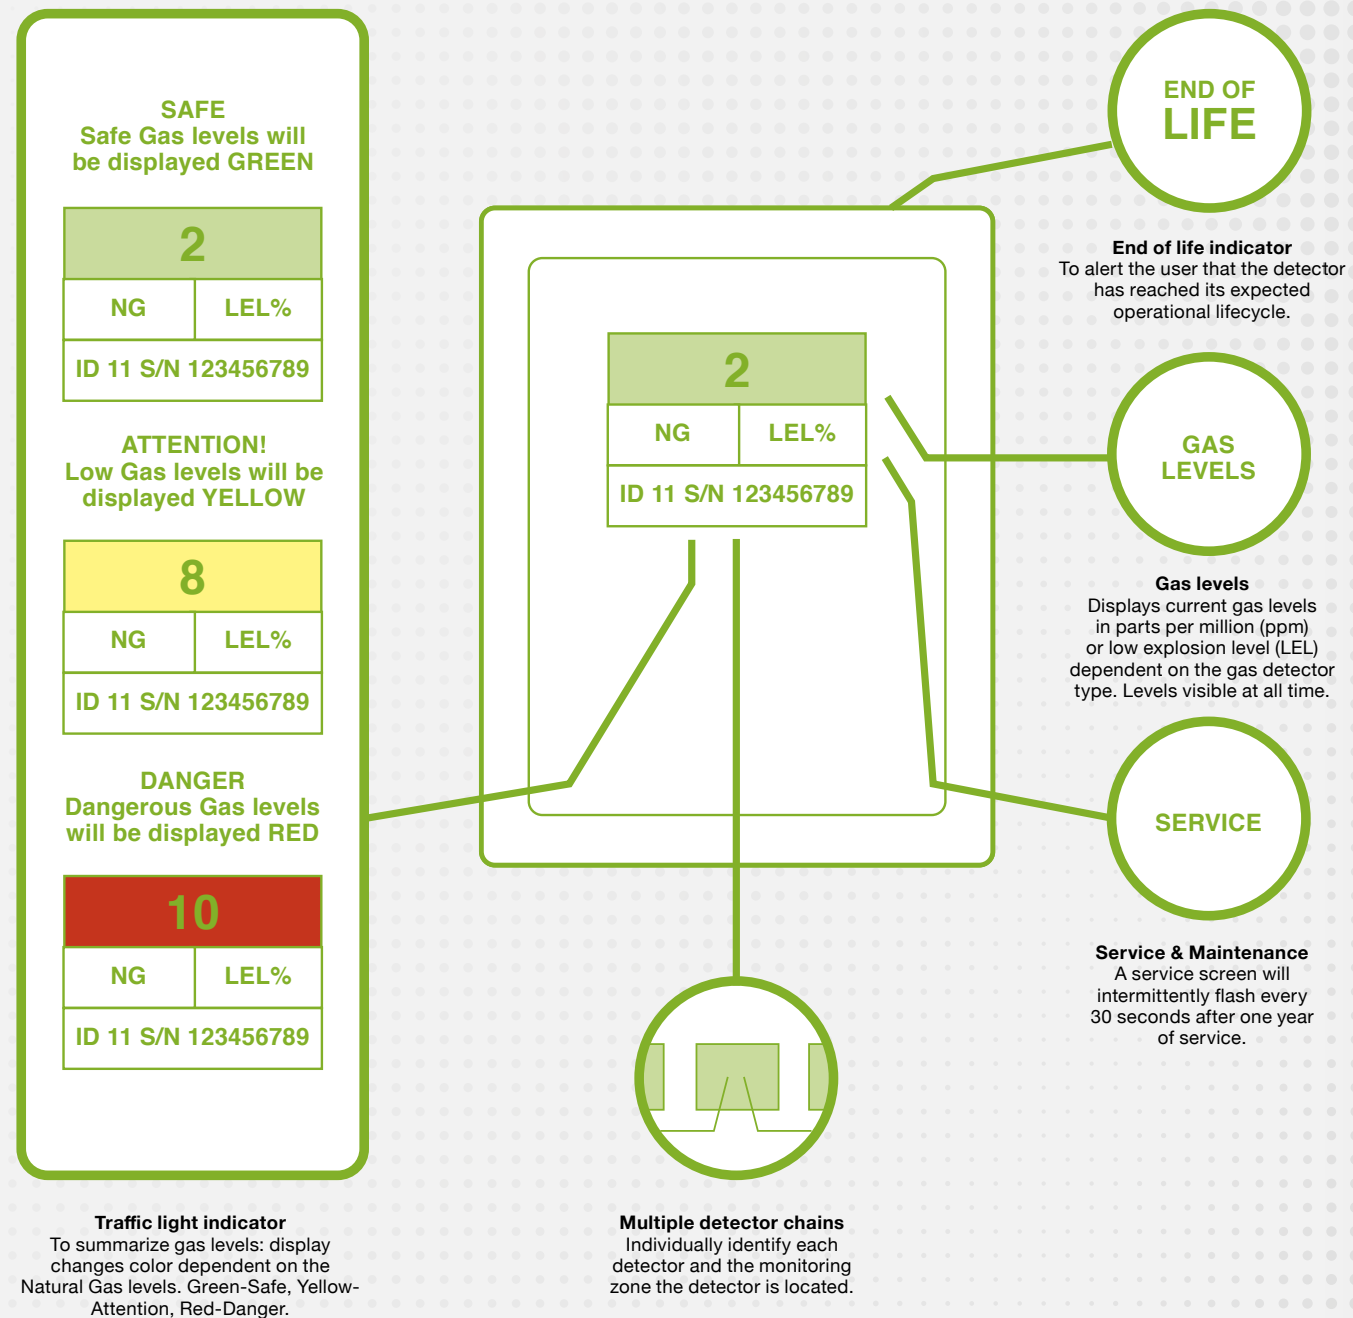 SAFE
Safe Gas levels will
be displayed GREEN
2
NG LEL%
ID 11 S/N 123456789
ATTENTION!
Low Gas levels will be
displayed YELLOW
8
NG LEL%
ID 11 S/N 123456789
DANGER
Dangerous Gas levels
will be displayed RED
10
NG LEL%
ID 11 S/N 123456789
Traffic light indicator
To summarize gas levels: display
changes color dependent on the
Natural Gas levels. Green-Safe, Yellow-
Attention, Red-Danger.
2
NG LEL%
ID 11 S/N 123456789
Multiple detector chains
Individually identify each
detector and the monitoring
zone the detector is located.
END OF
LIFE
End of life indicator
To alert the user that the detector
has reached its expected
operational lifecycle.
GAS
LEVELS
Gas levels
Displays current gas levels
in parts per million (ppm)
or low explosion level (LEL)
dependent on the gas detector
type. Levels visible at all time.
SERVICE
Service & Maintenance
A service screen will
intermittently flash every
30 seconds after one year
of service.